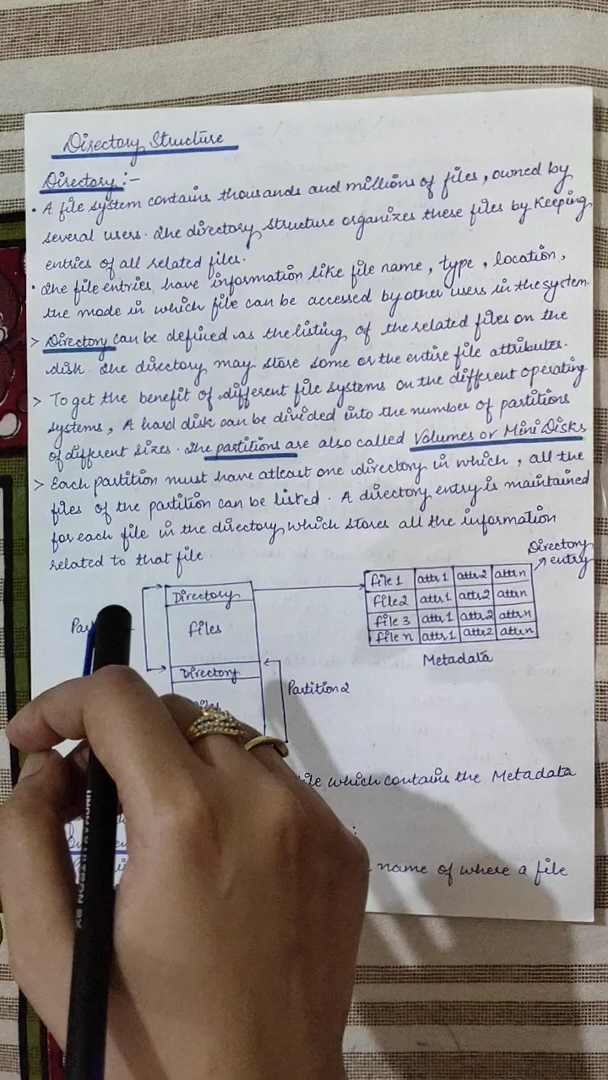 Directory Structure
Directory :-
• A file system contains thousands and millions of files, owned by
several users. The directory structure organizes these files by keeping
entries of all related files.
• The file entries have information like file name, type, location,
the mode in which file can be accessed by other users in the system.
> Directory can be defined as the listing of the related files on the
disk. The directory may store some or the entire file attributes.
> To get the benefit of different file systems on the different operating
systems, A hard disk can be divided into the number of partitions
of different sizes. The partitions are also called Volumes or Mini Disks
> Each partition must have atleast one directory in which, all the
files of the partition can be listed. A directory entry is maintained
for each file in the directory which stores all the information
related to that file
Directory entry
Directory
files
Directory
Partition 2
file 1 attr 1 attr 2 attrn
file 2 attr 1 attr 2 attrn
file 3 attr 1 attr 2 attrn
file n attr 1 attr 2 attrn
Metadata
which contains the Metadata
name of where a file